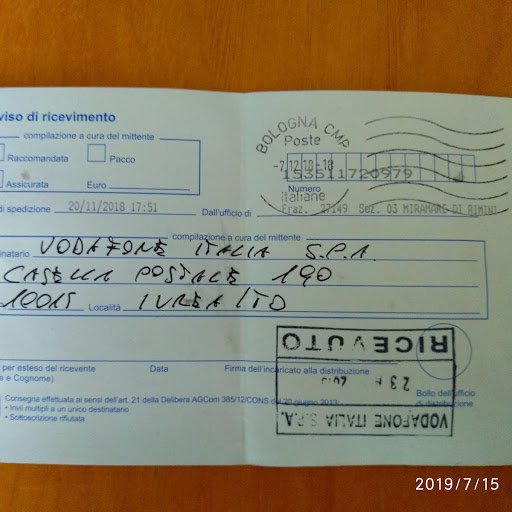 viso di ricevimento
compilazione a cura del mittente
Raccomandata Pacco
Assicurata Euro
di spedizione 20/11/2018 17:51 Dall'ufficio di
BOLOGNA CMP
Poste
-7.12.18-18
153511720979 4
Numero
italiane
Fraz. 27149 Sez. 03 MIRAMARE DI RIMINI
compilazione a cura del mittente
inatario VODAFONE ITALIA S.P.A.
CASELLA POSTALE 190
10015 Località IVREA (TO)
RICEVUTO
VODAFONE ITALIA S.P.A.
per esteso del ricevente Data Firma dell'incaricato alla distribuzione
e Cognome)
Bollo dell'ufficio
di distribuzione
Consegna effettuata ai sensi dell'art. 21 della Delibera AGCom 385/12/CONS del 20 giugno 2013:
• Invii multipli a un unico destinatario
• Sottoscrizione rifiutata
2019/7/15